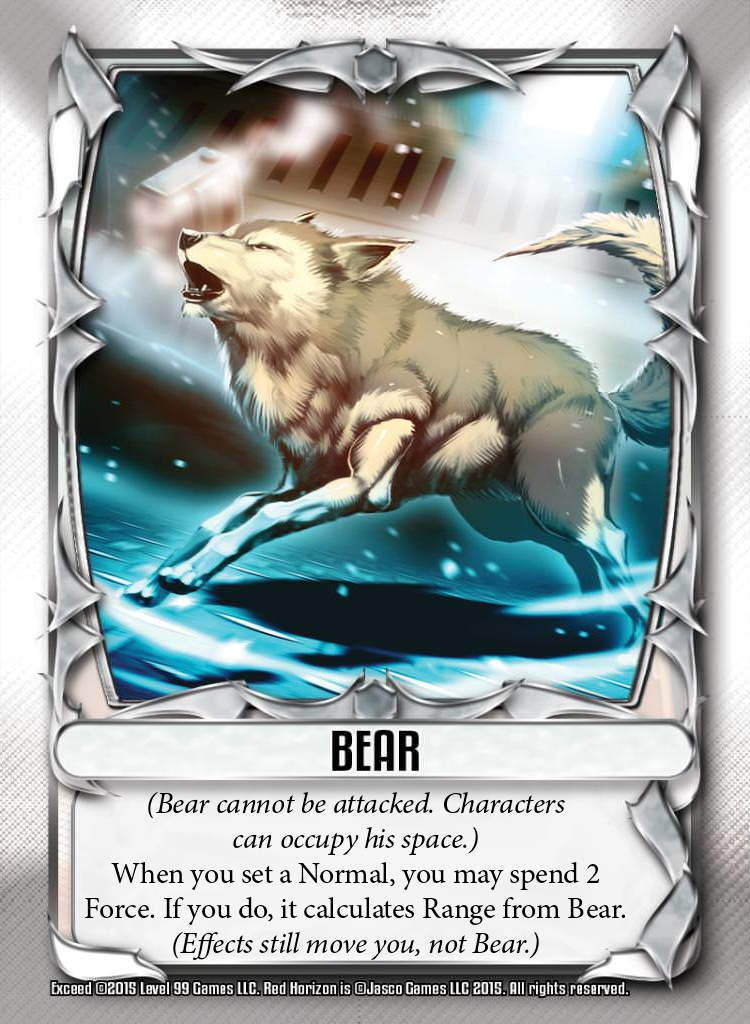 BEAR
(Bear cannot be attacked. Characters
can occupy his space.)
When you set a Normal, you may spend 2
Force. If you do, it calculates Range from Bear.
(Effects still move you, not Bear.)
Exceed ©2015 Level 99 Games LLC. Red Horizon is ©Jasco Games LLC 2015. All rights reserved.